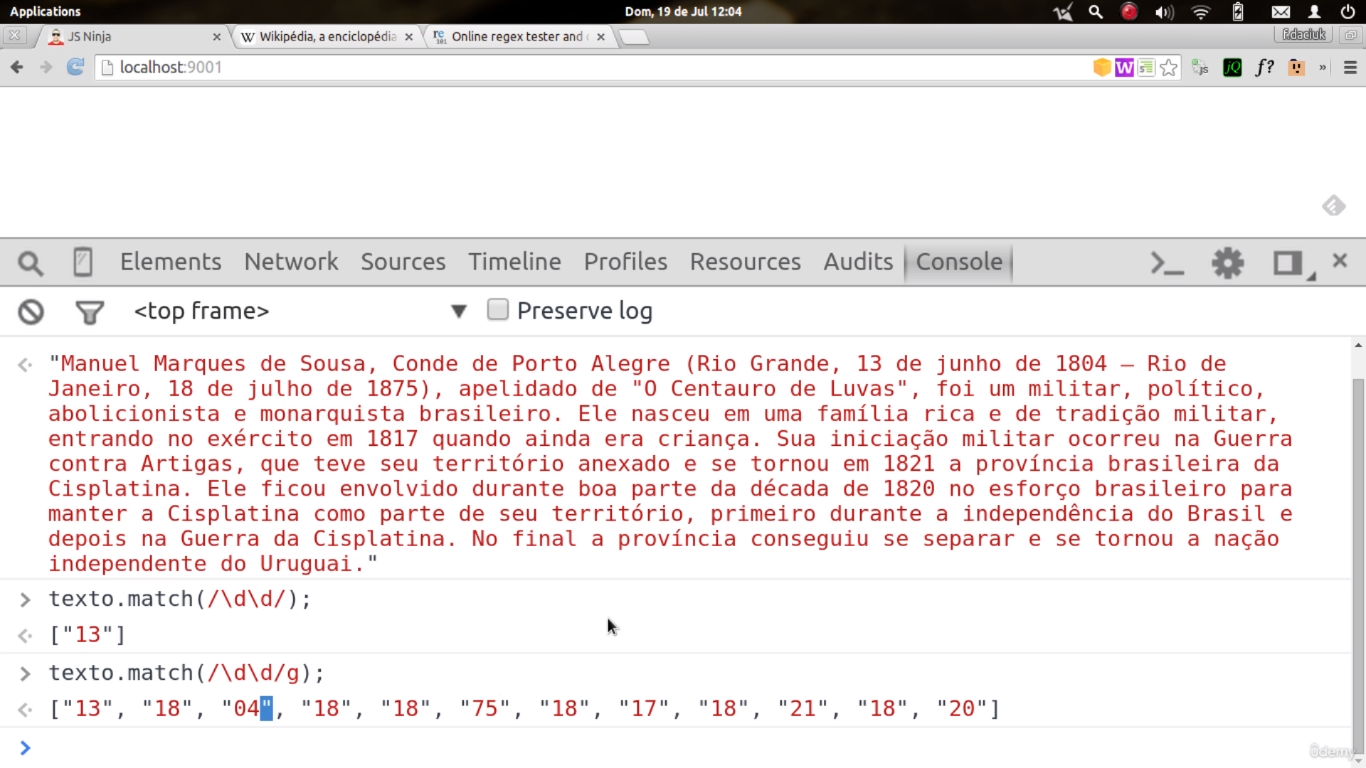 Applications
Dom, 19 de Jul 12:04
JS Ninja
Wikipédia, a enciclopédia
Online regex tester and
f.daciuk
localhost:9001
Elements Network Sources Timeline Profiles Resources Audits Console
<top frame> ▼ Preserve log
"Manuel Marques de Sousa, Conde de Porto Alegre (Rio Grande, 13 de junho de 1804 — Rio de
Janeiro, 18 de julho de 1875), apelidado de "O Centauro de Luvas", foi um militar, político,
abolicionista e monarquista brasileiro. Ele nasceu em uma família rica e de tradição militar,
entrando no exército em 1817 quando ainda era criança. Sua iniciação militar ocorreu na Guerra
contra Artigas, que teve seu território anexado e se tornou em 1821 a província brasileira da
Cisplatina. Ele ficou envolvido durante boa parte da década de 1820 no esforço brasileiro para
manter a Cisplatina como parte de seu território, primeiro durante a independência do Brasil e
depois na Guerra da Cisplatina. No final a província conseguiu se separar e se tornou a nação
independente do Uruguai."
> texto.match(/\d\d/);
["13"]
> texto.match(/\d\d/g);
["13", "18", "04", "18", "18", "75", "18", "17", "18", "21", "18", "20"]
>
ûdemy